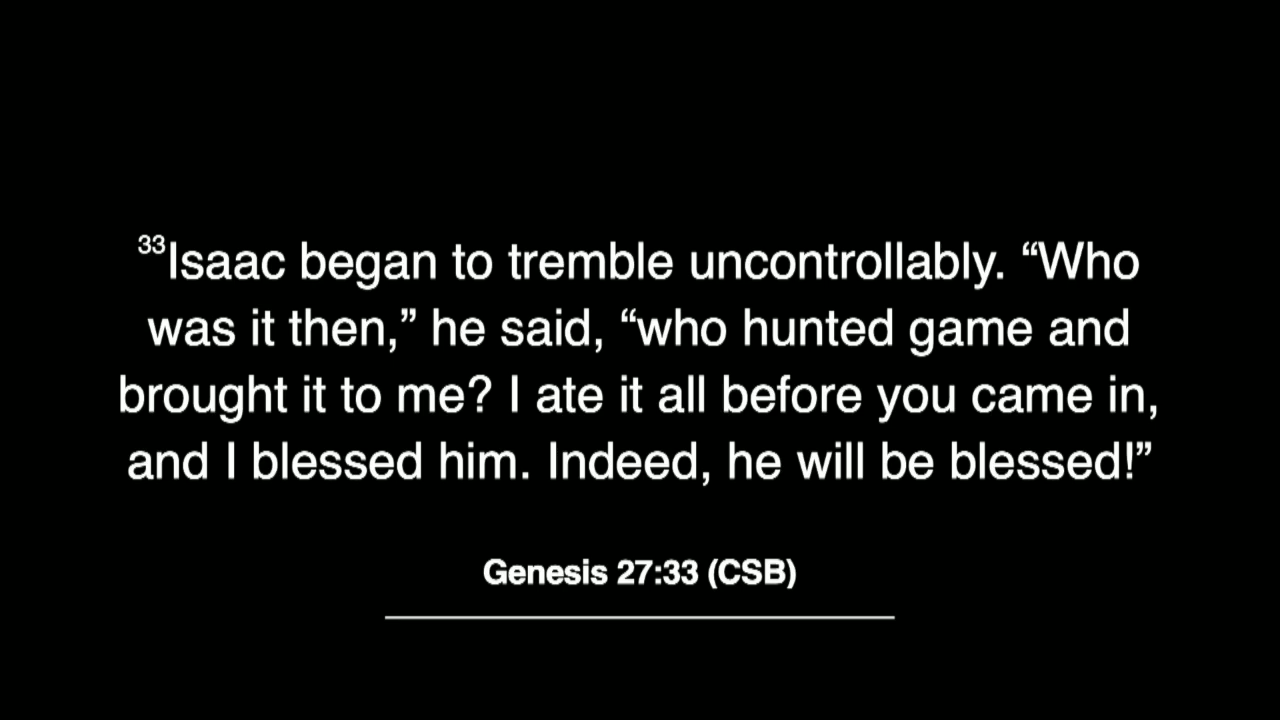 33Isaac began to tremble uncontrollably. “Who
was it then,” he said, “who hunted game and
brought it to me? I ate it all before you came in,
and I blessed him. Indeed, he will be blessed!”
Genesis 27:33 (CSB)